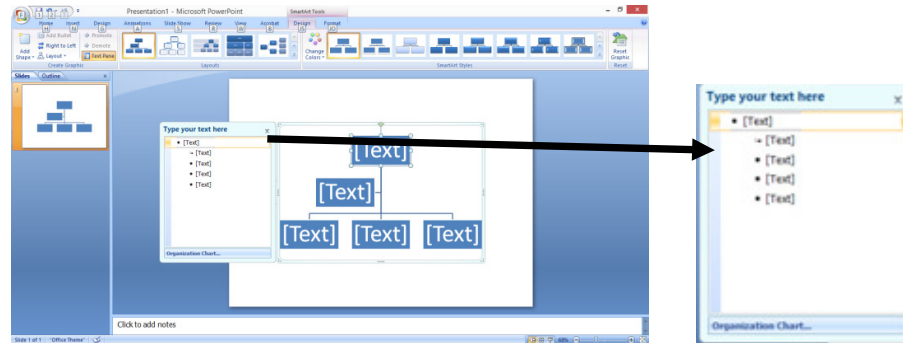 Presentation1 - Microsoft PowerPoint
SmartArt Tools
Home Insert Design Animations Slide Show Review View Acrobat Design Format
H N G A S R W B JD JO
Add Shape
Add Bullet
Right to Left
Layout
Promote
Demote
Text Pane
Create Graphic
Layouts
Change Colors
SmartArt Styles
Reset Graphic
Reset
Slides Outline
1
Type your text here
[Text]
[Text]
[Text]
[Text]
[Text]
Organization Chart...
[Text]
[Text]
[Text] [Text] [Text]
Click to add notes
Slide 1 of 1 "Office Theme"
68%
Type your text here
[Text]
[Text]
[Text]
[Text]
[Text]
Organization Chart...